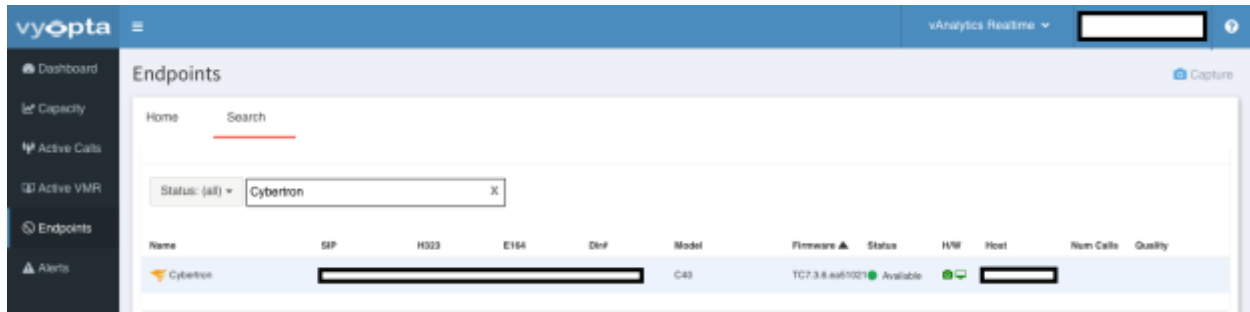 vyopta
vAnalytics Realtime
Dashboard
Endpoints
Capture
Capacity
Home Search
Active Calls
Active VMR
Status: (all) Cybertron X
Endpoints
Name SIP H323 E164 Dir# Model Firmware Status H/W Host Num Calls Quality
Alerts
Cybertron C40 Available